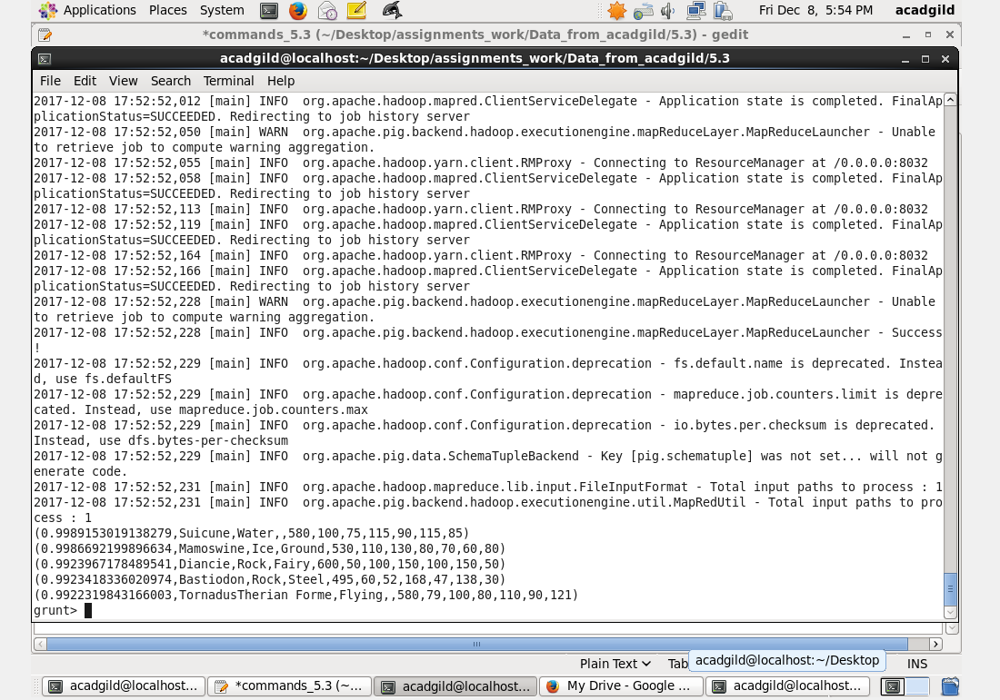 Applications Places System Fri Dec 8, 5:54 PM acadgild
*commands_5.3 (~/Desktop/assignments_work/Data_from_acadgild/5.3) - gedit
acadgild@localhost:~/Desktop/assignments_work/Data_from_acadgild/5.3
File Edit View Search Terminal Help
2017-12-08 17:52:52,012 [main] INFO  org.apache.hadoop.mapred.ClientServiceDelegate - Application state is completed. FinalAp
plicationStatus=SUCCEEDED. Redirecting to job history server
2017-12-08 17:52:52,050 [main] WARN  org.apache.pig.backend.hadoop.executionengine.mapReduceLayer.MapReduceLauncher - Unable
to retrieve job to compute warning aggregation.
2017-12-08 17:52:52,055 [main] INFO  org.apache.hadoop.yarn.client.RMProxy - Connecting to ResourceManager at /0.0.0.0:8032
2017-12-08 17:52:52,058 [main] INFO  org.apache.hadoop.mapred.ClientServiceDelegate - Application state is completed. FinalAp
plicationStatus=SUCCEEDED. Redirecting to job history server
2017-12-08 17:52:52,113 [main] INFO  org.apache.hadoop.yarn.client.RMProxy - Connecting to ResourceManager at /0.0.0.0:8032
2017-12-08 17:52:52,119 [main] INFO  org.apache.hadoop.mapred.ClientServiceDelegate - Application state is completed. FinalAp
plicationStatus=SUCCEEDED. Redirecting to job history server
2017-12-08 17:52:52,164 [main] INFO  org.apache.hadoop.yarn.client.RMProxy - Connecting to ResourceManager at /0.0.0.0:8032
2017-12-08 17:52:52,166 [main] INFO  org.apache.hadoop.mapred.ClientServiceDelegate - Application state is completed. FinalAp
plicationStatus=SUCCEEDED. Redirecting to job history server
2017-12-08 17:52:52,228 [main] WARN  org.apache.pig.backend.hadoop.executionengine.mapReduceLayer.MapReduceLauncher - Unable
to retrieve job to compute warning aggregation.
2017-12-08 17:52:52,228 [main] INFO  org.apache.pig.backend.hadoop.executionengine.mapReduceLayer.MapReduceLauncher - Success
!
2017-12-08 17:52:52,229 [main] INFO  org.apache.hadoop.conf.Configuration.deprecation - fs.default.name is deprecated. Instea
d, use fs.defaultFS
2017-12-08 17:52:52,229 [main] INFO  org.apache.hadoop.conf.Configuration.deprecation - mapreduce.job.counters.limit is depre
cated. Instead, use mapreduce.job.counters.max
2017-12-08 17:52:52,229 [main] INFO  org.apache.hadoop.conf.Configuration.deprecation - io.bytes.per.checksum is deprecated.
Instead, use dfs.bytes-per-checksum
2017-12-08 17:52:52,229 [main] INFO  org.apache.pig.data.SchemaTupleBackend - Key [pig.schematuple] was not set... will not g
enerate code.
2017-12-08 17:52:52,231 [main] INFO  org.apache.hadoop.mapreduce.lib.input.FileInputFormat - Total input paths to process : 1
2017-12-08 17:52:52,231 [main] INFO  org.apache.pig.backend.hadoop.executionengine.util.MapRedUtil - Total input paths to pro
cess : 1
(0.9989153019138279,Suicune,Water,,580,100,75,115,90,115,85)
(0.9986692199896634,Mamoswine,Ice,Ground,530,110,130,80,70,60,80)
(0.9923967178489541,Diancie,Rock,Fairy,600,50,100,150,100,150,50)
(0.9923418336020974,Bastiodon,Rock,Steel,495,60,52,168,47,138,30)
(0.9922319843166003,TornadusTherian Forme,Flying,,580,79,100,80,110,90,121)
grunt>
Plain Text Tab acadgild@localhost:~/Desktop INS
acadgild@localhost:... *commands_5.3 (~... acadgild@localhost:... My Drive - Google ... acadgild@localhost:...